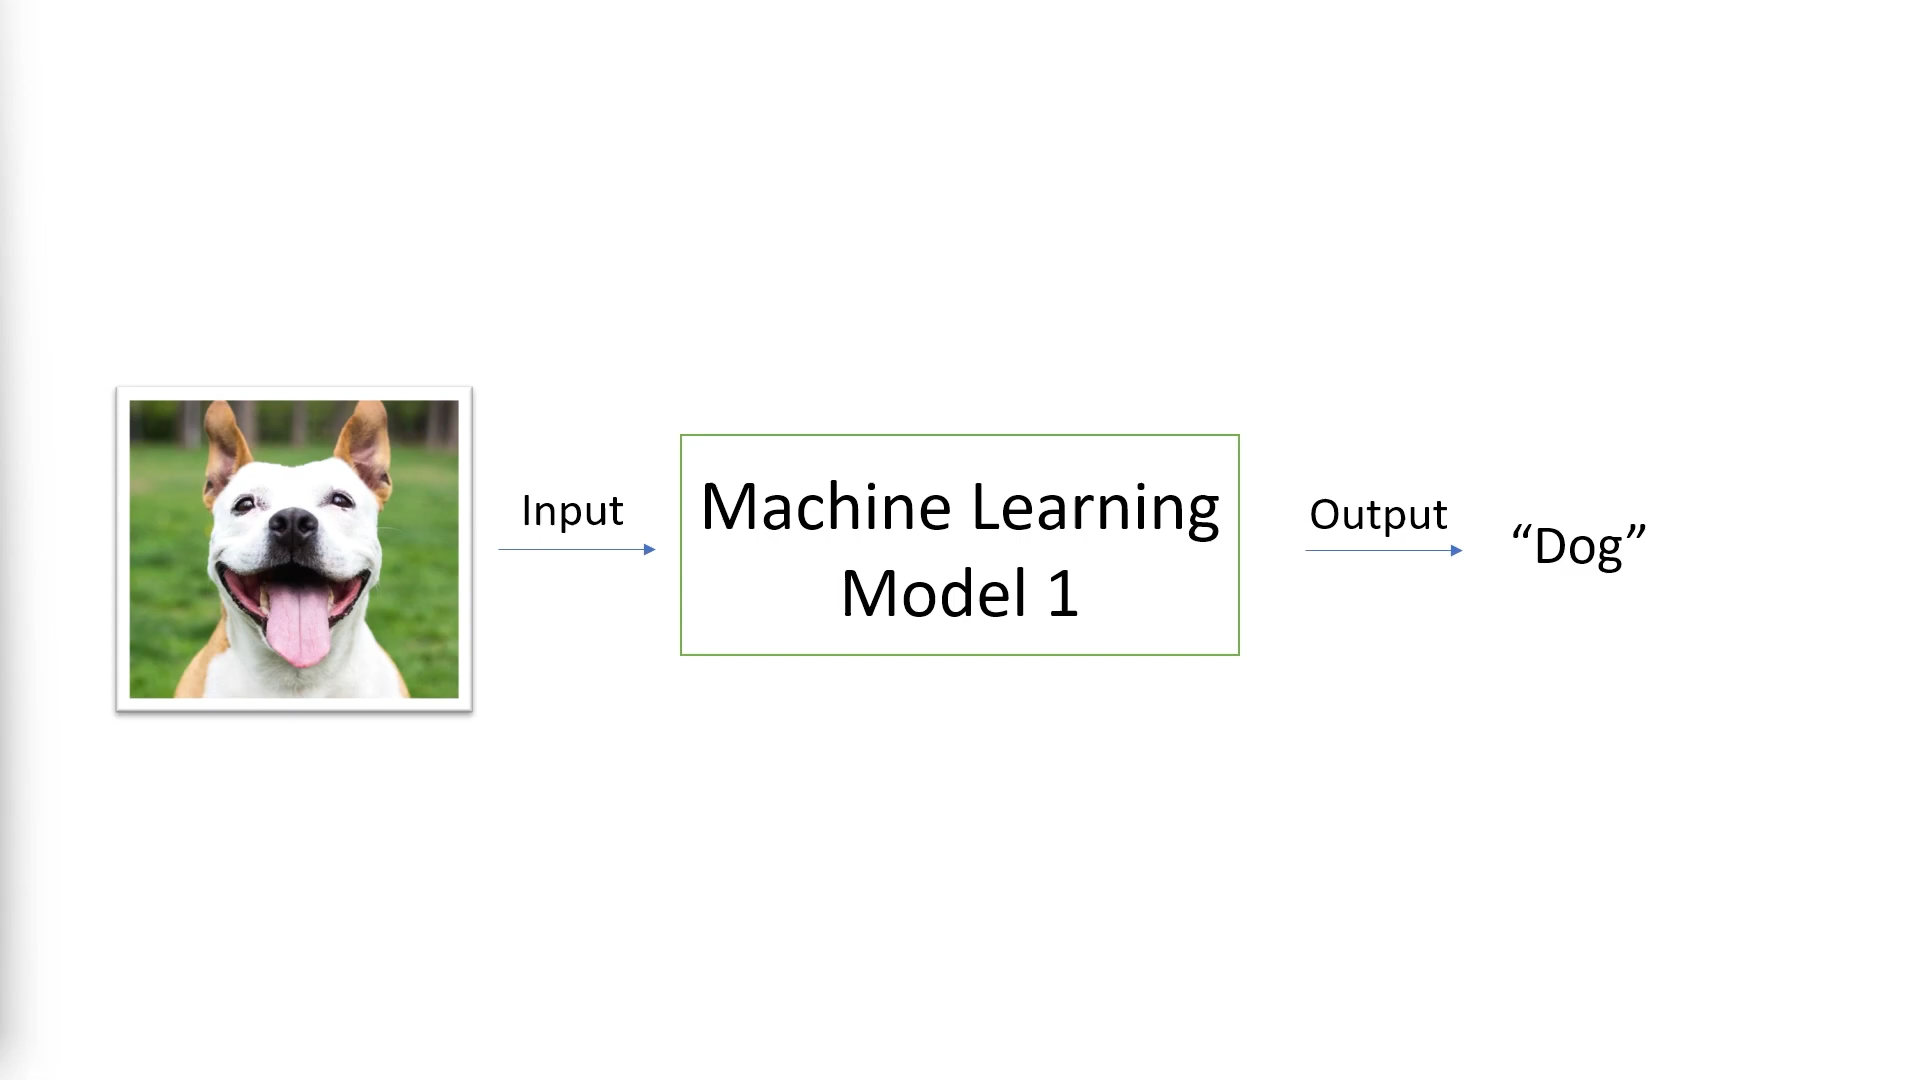 Input
Machine Learning
Model 1
Output
“Dog”